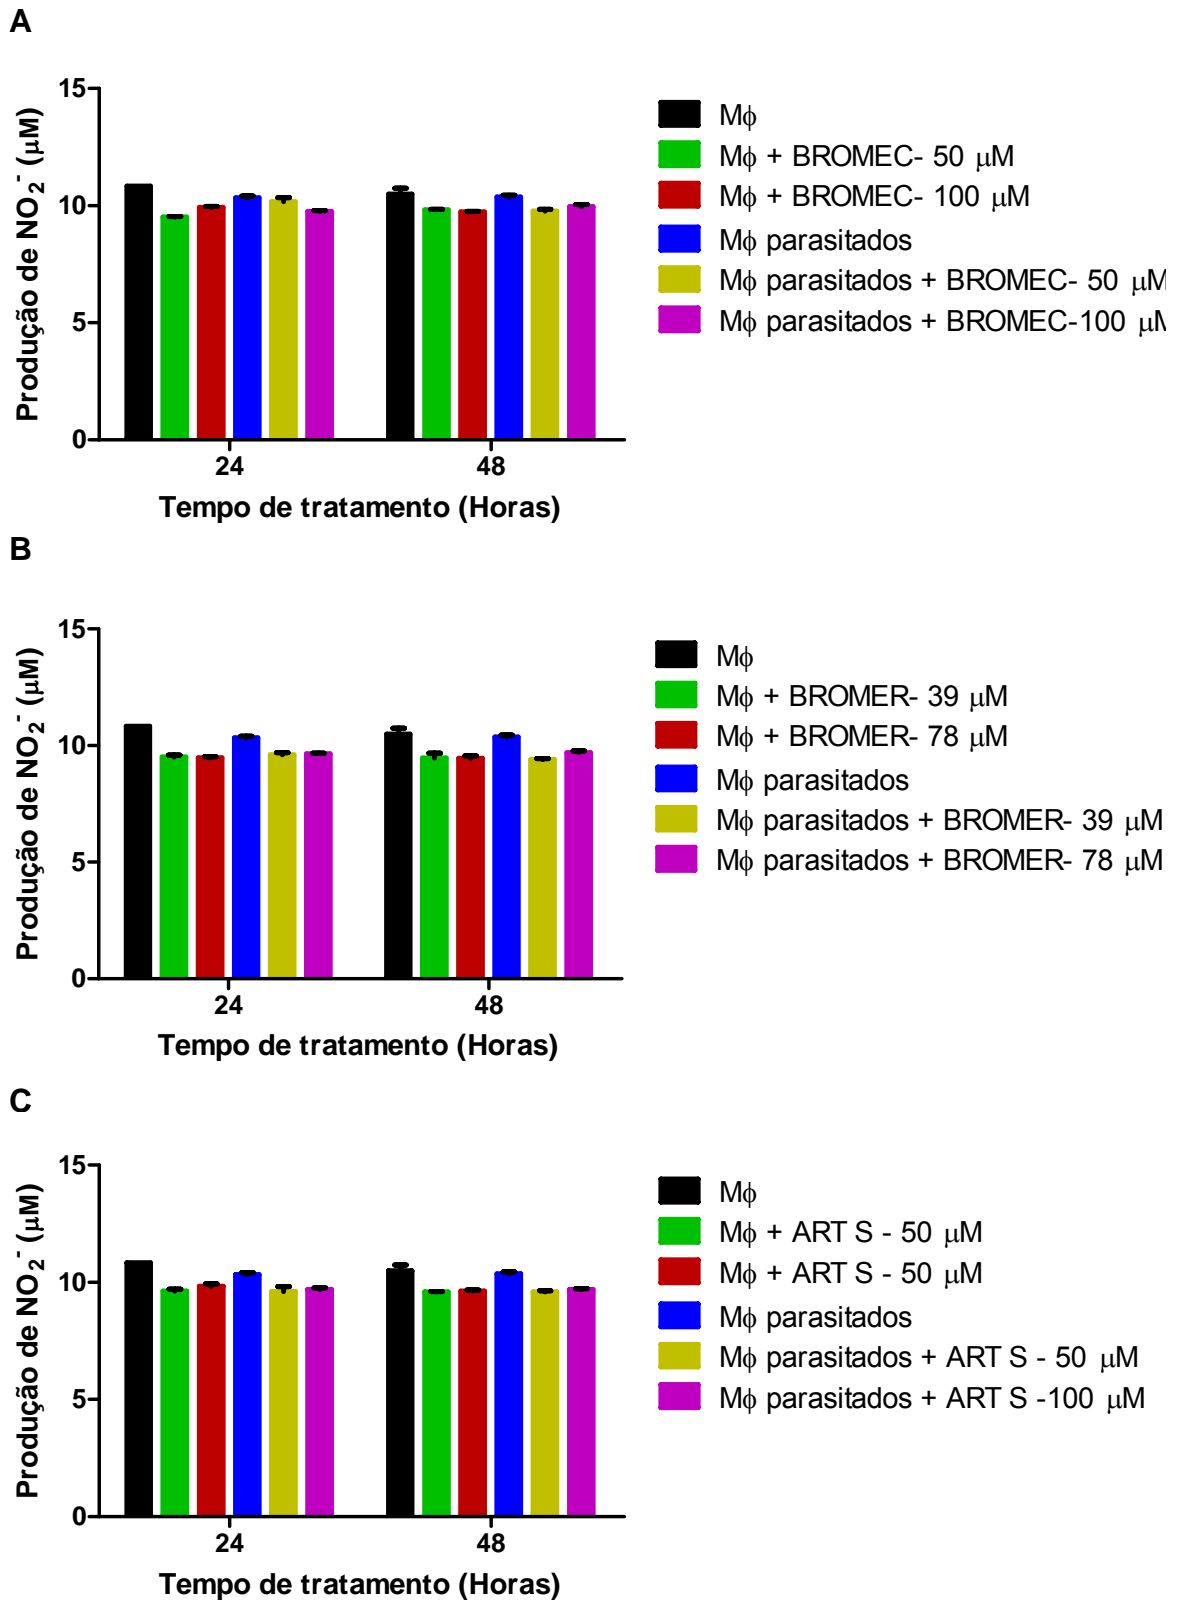 A
Produção de NO₂⁻ (µM)
15
10
5
0
24
48
Tempo de tratamento (Horas)
Mϕ
Mϕ + BROMEC- 50 µM
Mϕ + BROMEC- 100 µM
Mϕ parasitados
Mϕ parasitados + BROMEC- 50 µM
Mϕ parasitados + BROMEC-100 µM
B
Produção de NO₂⁻ (µM)
15
10
5
0
24
48
Tempo de tratamento (Horas)
Mϕ
Mϕ + BROMER- 39 µM
Mϕ + BROMER- 78 µM
Mϕ parasitados
Mϕ parasitados + BROMER- 39 µM
Mϕ parasitados + BROMER- 78 µM
C
Produção de NO₂⁻ (µM)
15
10
5
0
24
48
Tempo de tratamento (Horas)
Mϕ
Mϕ + ART S - 50 µM
Mϕ + ART S - 50 µM
Mϕ parasitados
Mϕ parasitados + ART S - 50 µM
Mϕ parasitados + ART S -100 µM